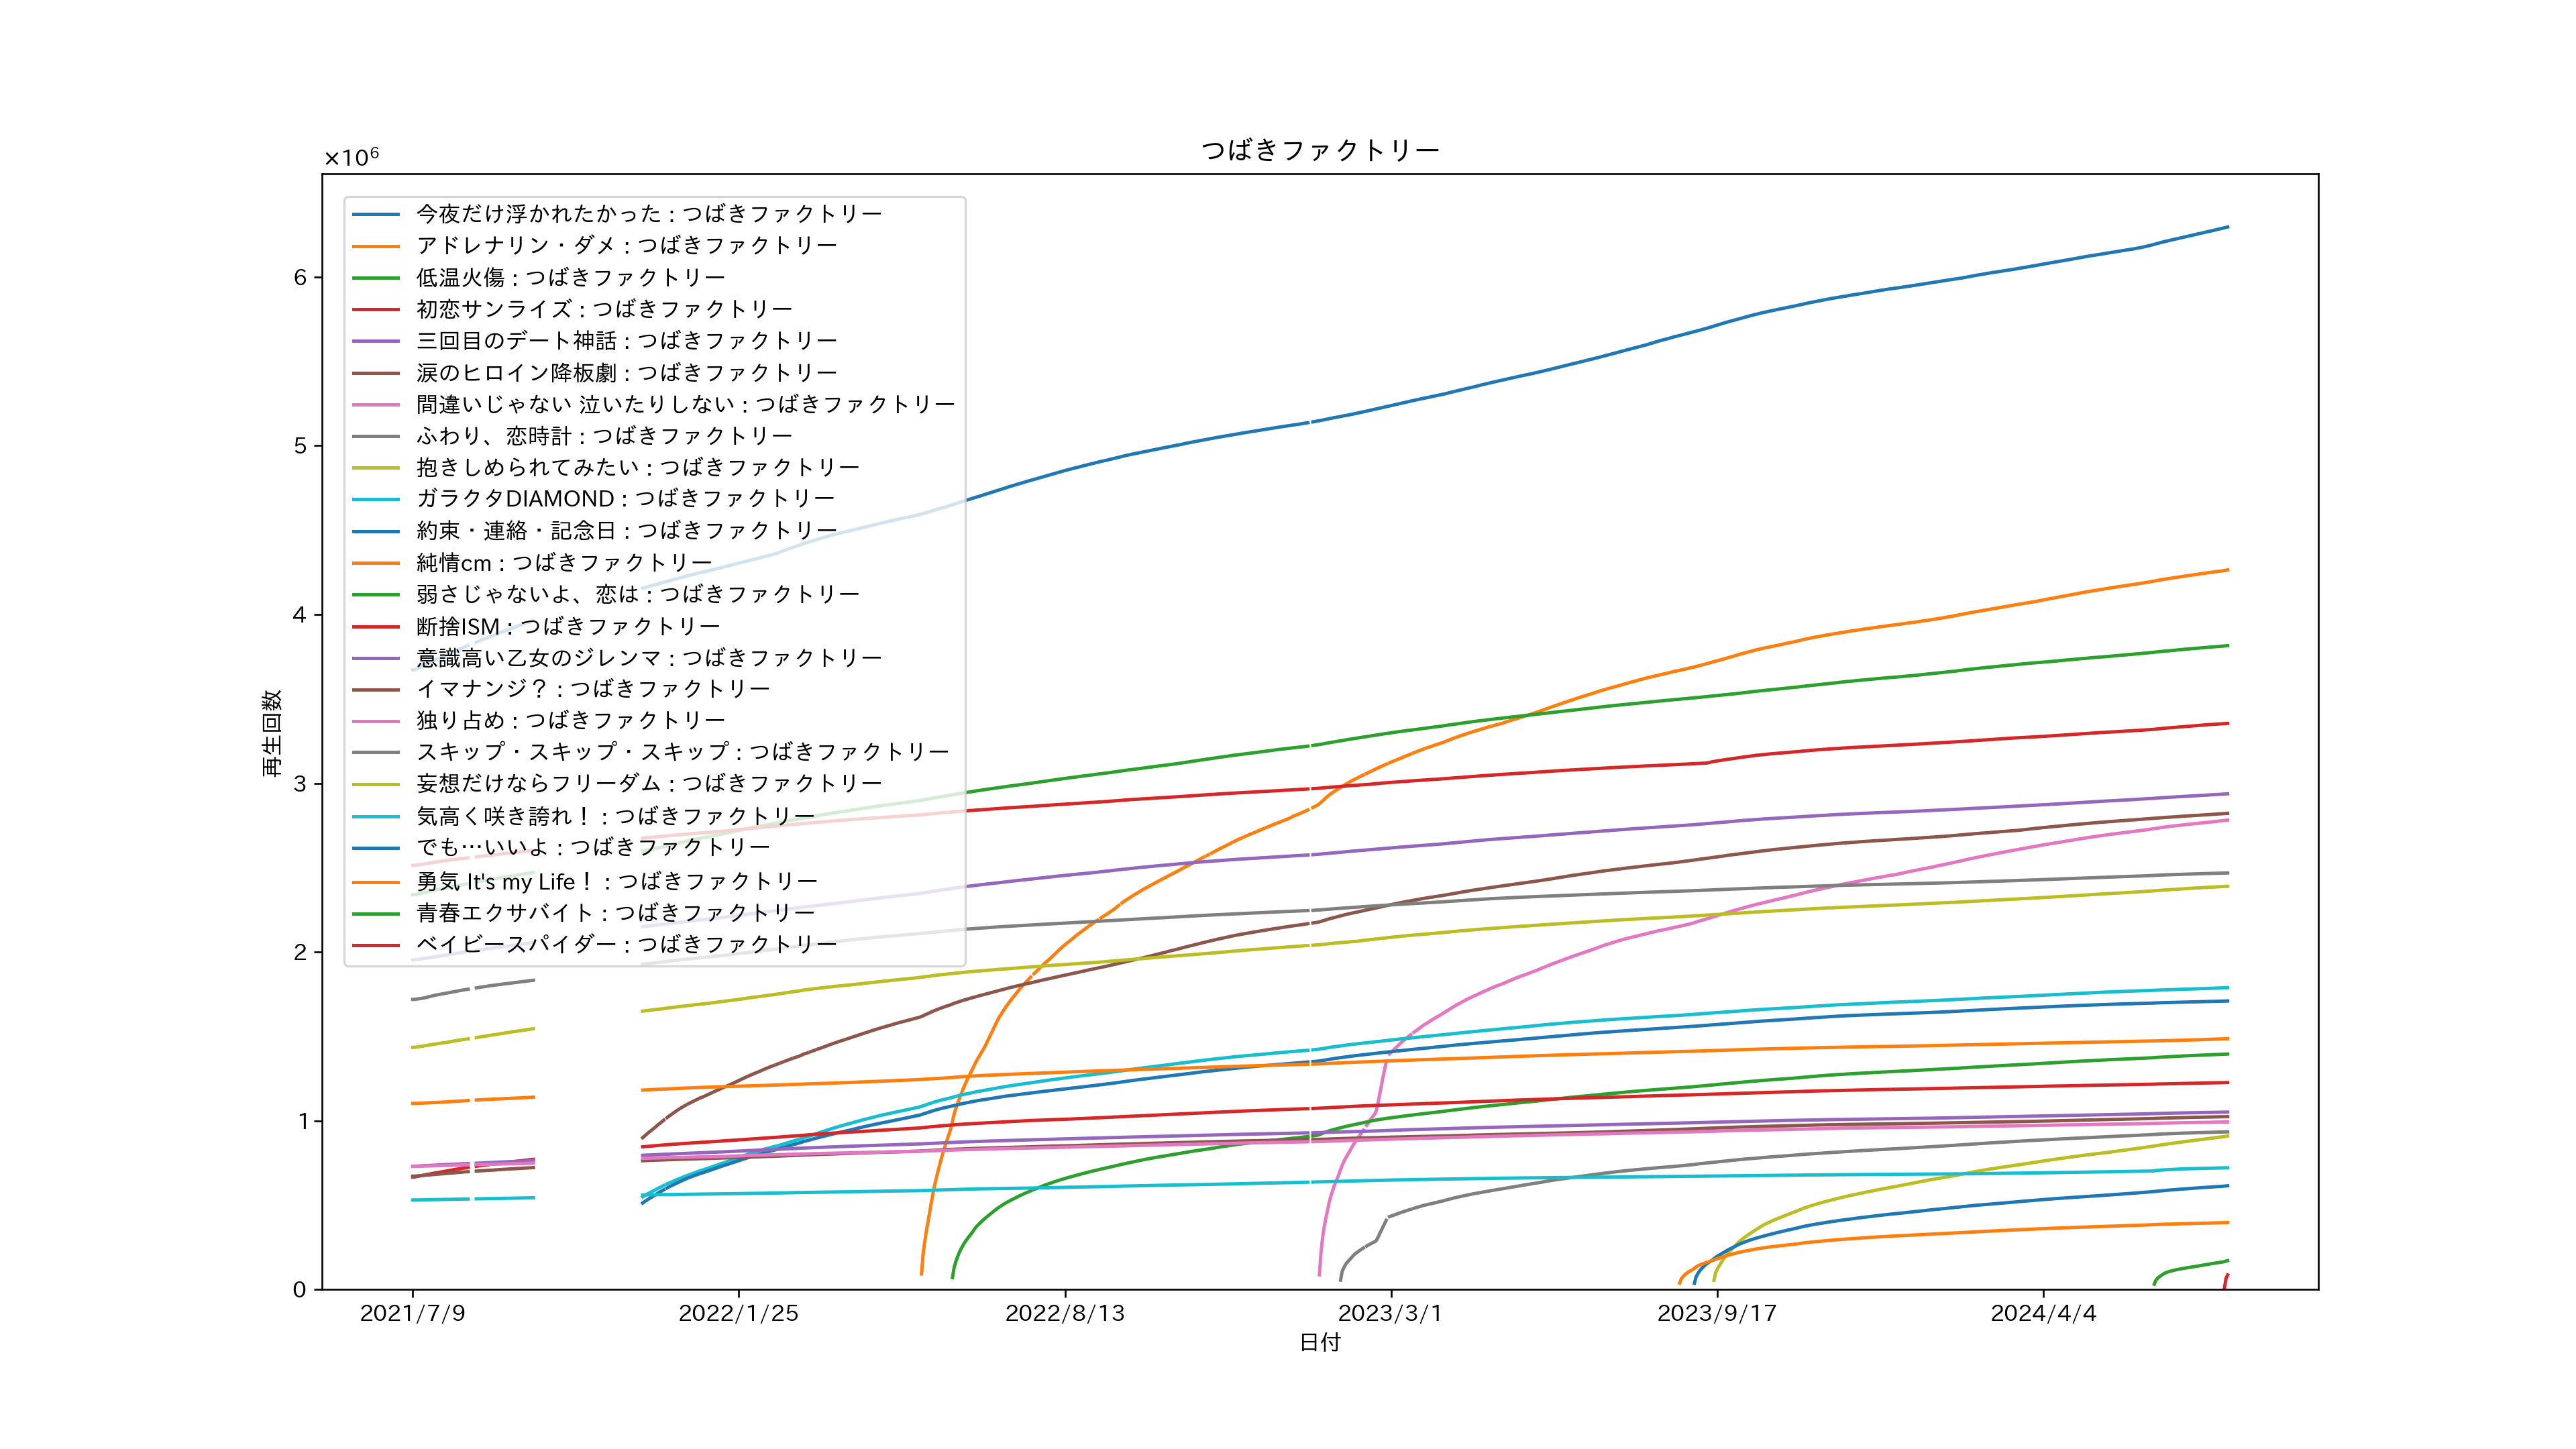 つばきファクトリー
×10⁶
今夜だけ浮かれたかった : つばきファクトリー
アドレナリン・ダメ : つばきファクトリー
低温火傷 : つばきファクトリー
初恋サンライズ : つばきファクトリー
三回目のデート神話 : つばきファクトリー
涙のヒロイン降板劇 : つばきファクトリー
間違いじゃない 泣いたりしない : つばきファクトリー
ふわり、恋時計 : つばきファクトリー
抱きしめられてみたい : つばきファクトリー
ガラクタDIAMOND : つばきファクトリー
約束・連絡・記念日 : つばきファクトリー
純情cm : つばきファクトリー
弱さじゃないよ、恋は : つばきファクトリー
断捨ISM : つばきファクトリー
意識高い乙女のジレンマ : つばきファクトリー
イマナンジ？ : つばきファクトリー
独り占め : つばきファクトリー
スキップ・スキップ・スキップ : つばきファクトリー
妄想だけならフリーダム : つばきファクトリー
気高く咲き誇れ！ : つばきファクトリー
でも…いいよ : つばきファクトリー
勇気 It's my Life！ : つばきファクトリー
青春エクサバイト : つばきファクトリー
ベイビースパイダー : つばきファクトリー
6
5
4
3
2
1
0
再生回数
2021/7/9
2022/1/25
2022/8/13
2023/3/1
2023/9/17
2024/4/4
日付